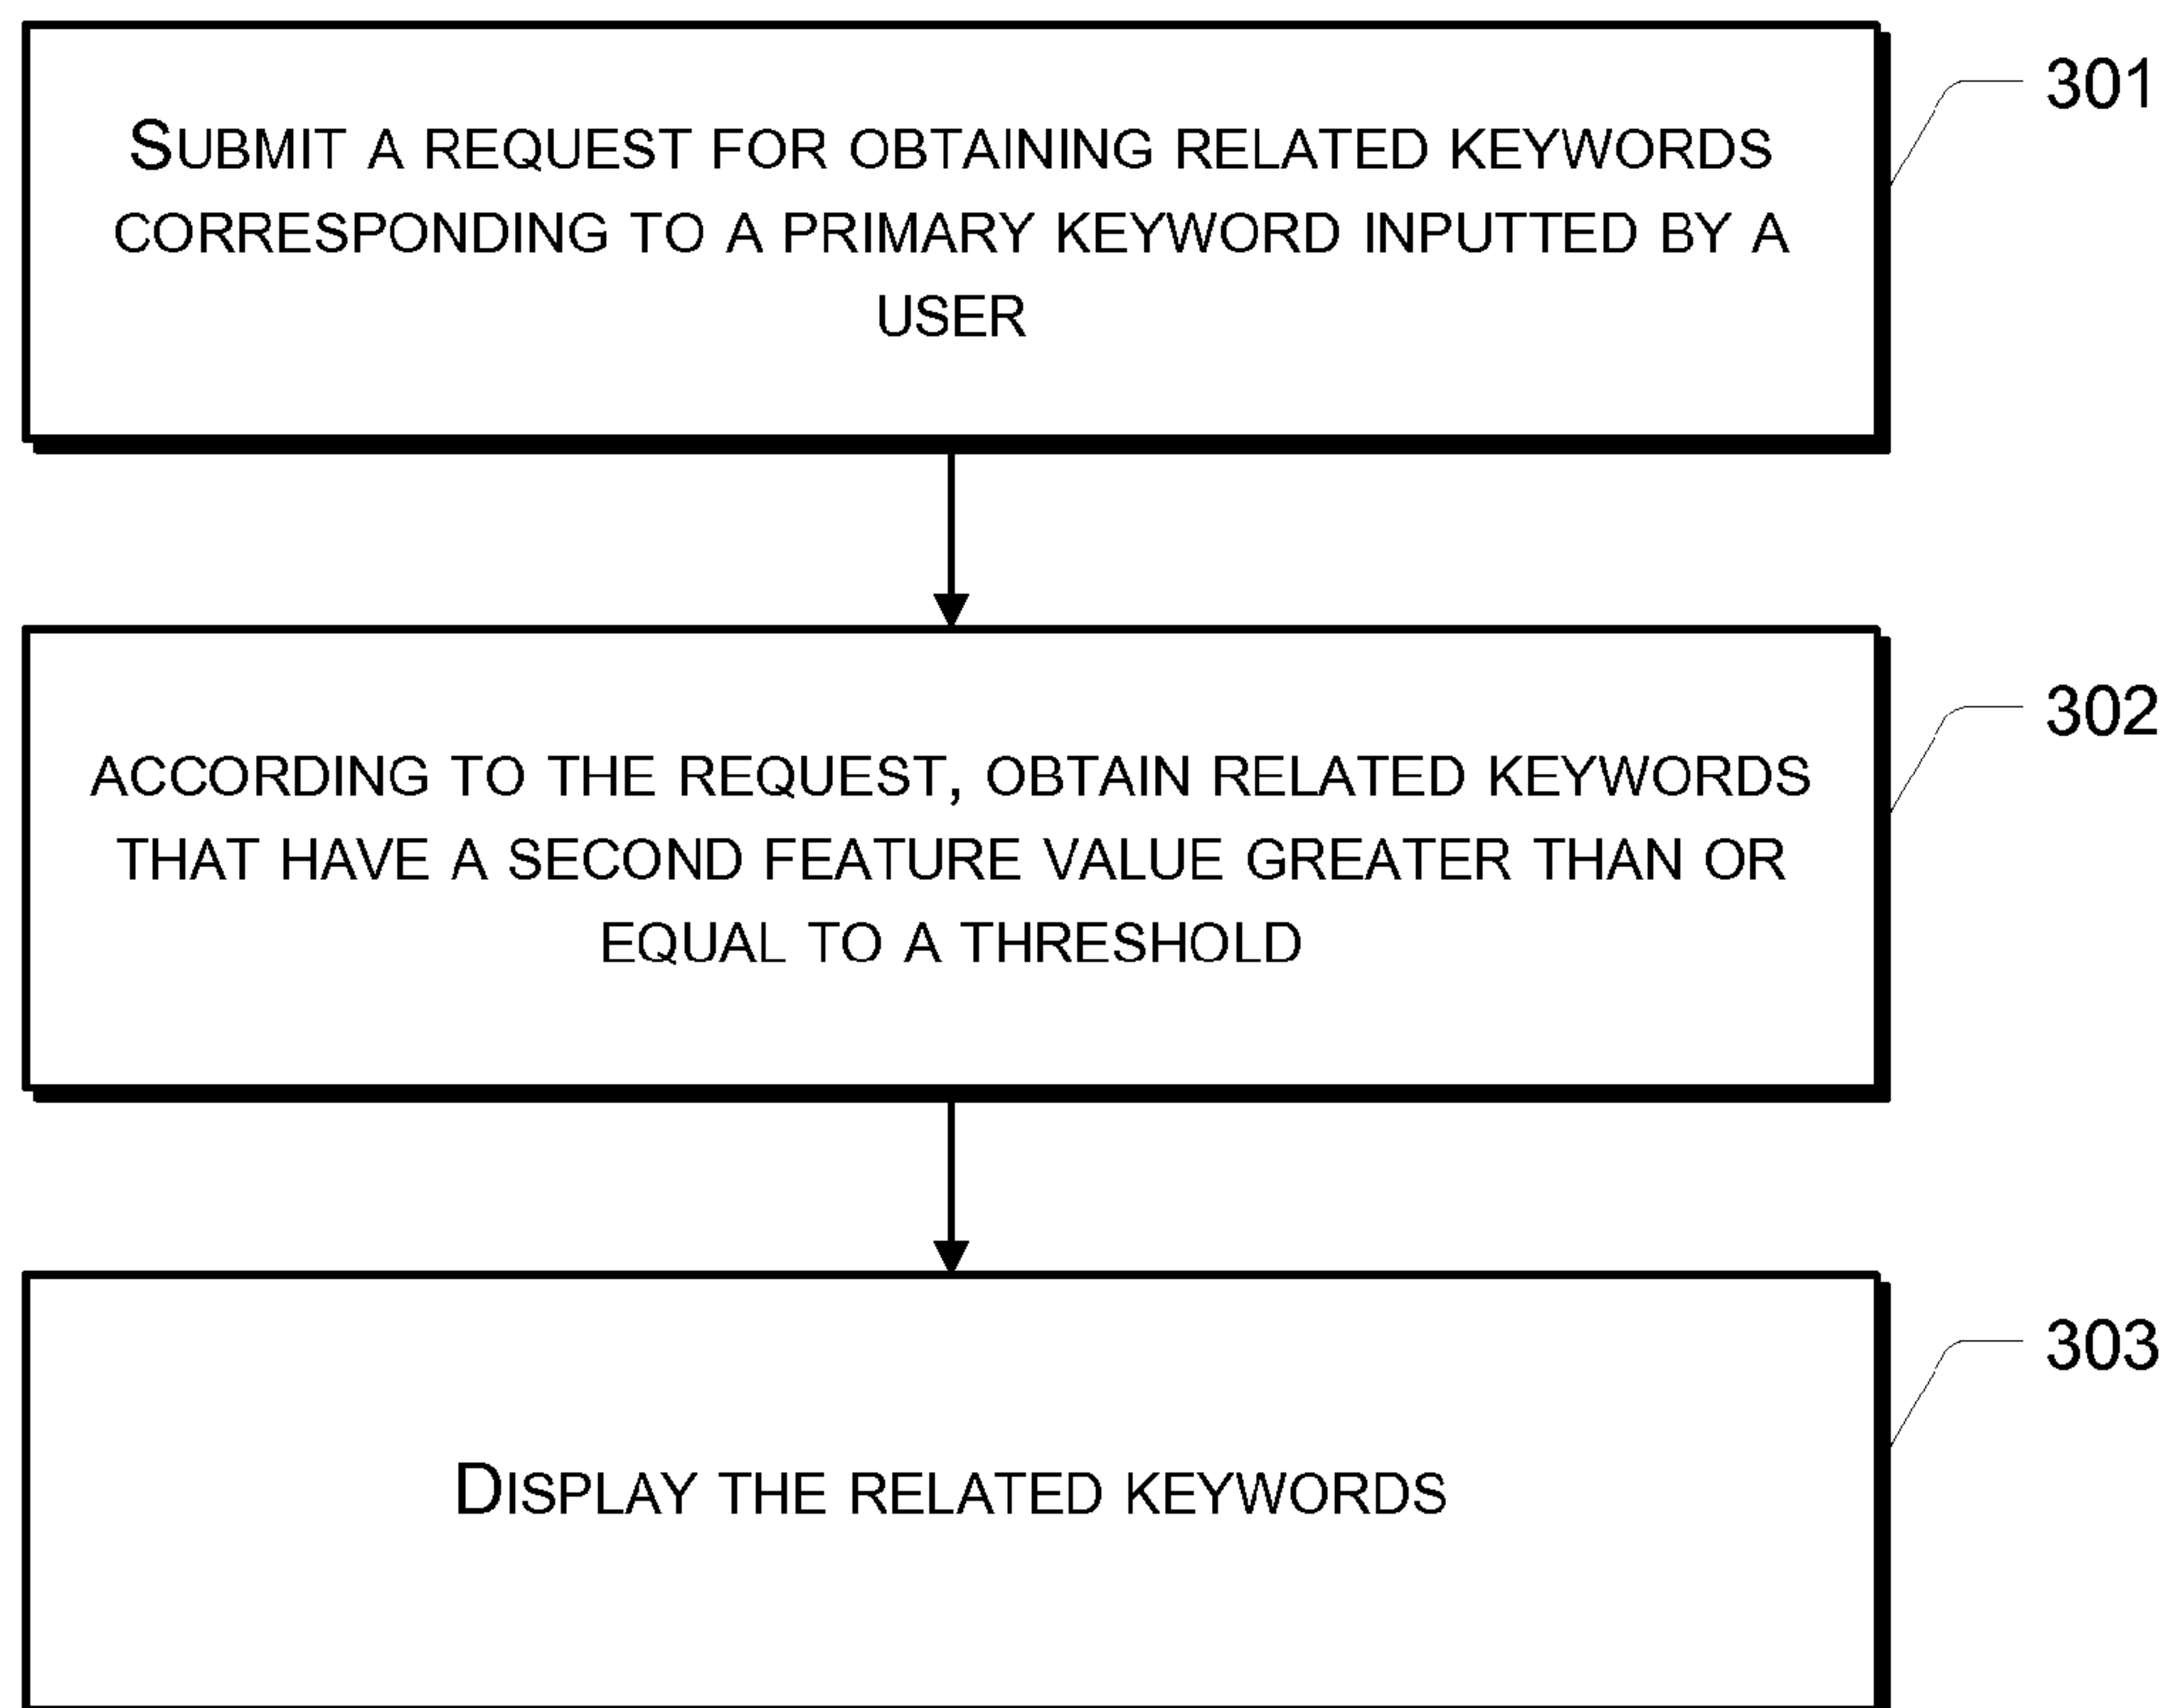 SUBMIT A REQUEST FOR OBTAINING RELATED KEYWORDS
CORRESPONDING TO A PRIMARY KEYWORD INPUTTED BY A
USER
301
ACCORDING TO THE REQUEST, OBTAIN RELATED KEYWORDS
THAT HAVE A SECOND FEATURE VALUE GREATER THAN OR
EQUAL TO A THRESHOLD
302
DISPLAY THE RELATED KEYWORDS
303